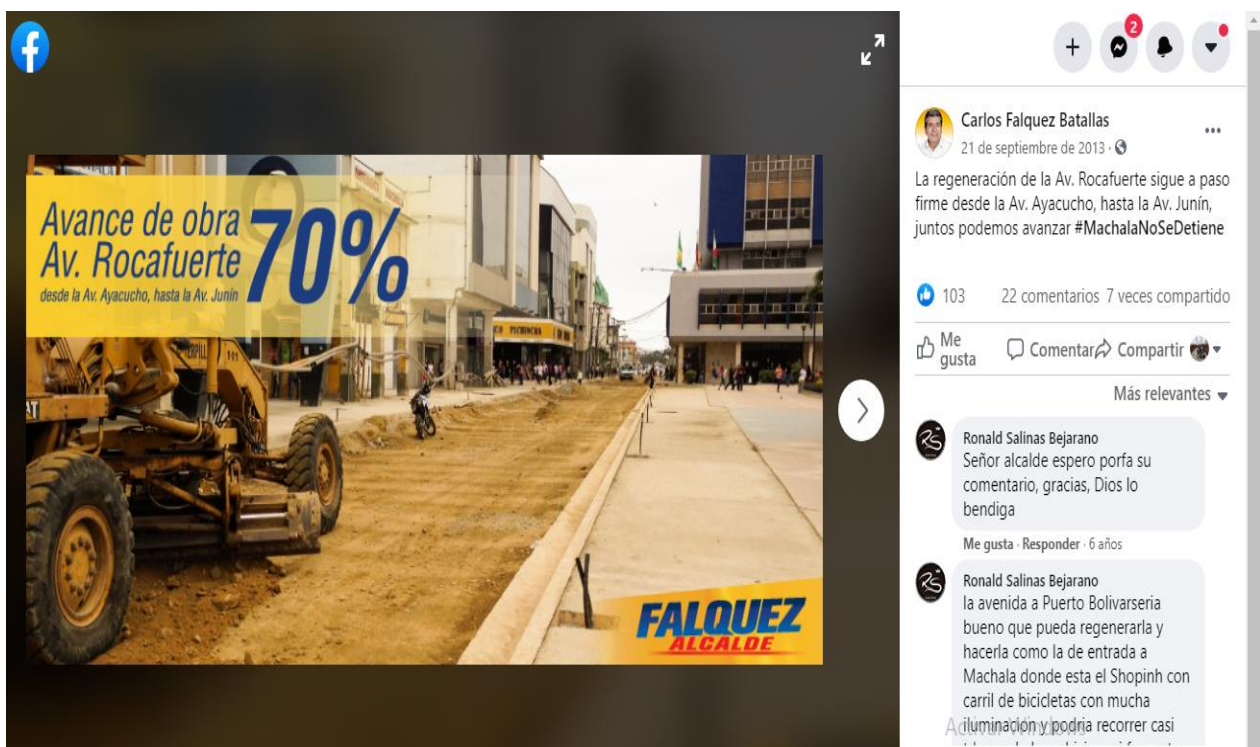 2
Carlos Falquez Batallas
21 de septiembre de 2013 ·
La regeneración de la Av. Rocafuerte sigue a paso
firme desde la Av. Ayacucho, hasta la Av. Junín,
juntos podemos avanzar #MachalaNoSeDetiene
103 22 comentarios 7 veces compartido
Me
gusta
Comentar Compartir
Más relevantes
Ronald Salinas Bejarano
Señor alcalde espero porfa su
comentario, gracias, Dios lo
bendiga
Me gusta · Responder · 6 años
Ronald Salinas Bejarano
la avenida a Puerto Bolivarseria
bueno que pueda regenerarla y
hacerla como la de entrada a
Machala donde esta el Shopinh con
carril de bicicletas con mucha
iluminación y podria recorrer casi
Avance de obra
Av. Rocafuerte
desde la Av. Ayacucho, hasta la Av. Junín
70%
CO PICHINCHA
CAT
FALQUEZ
ALCALDE
RS
RS